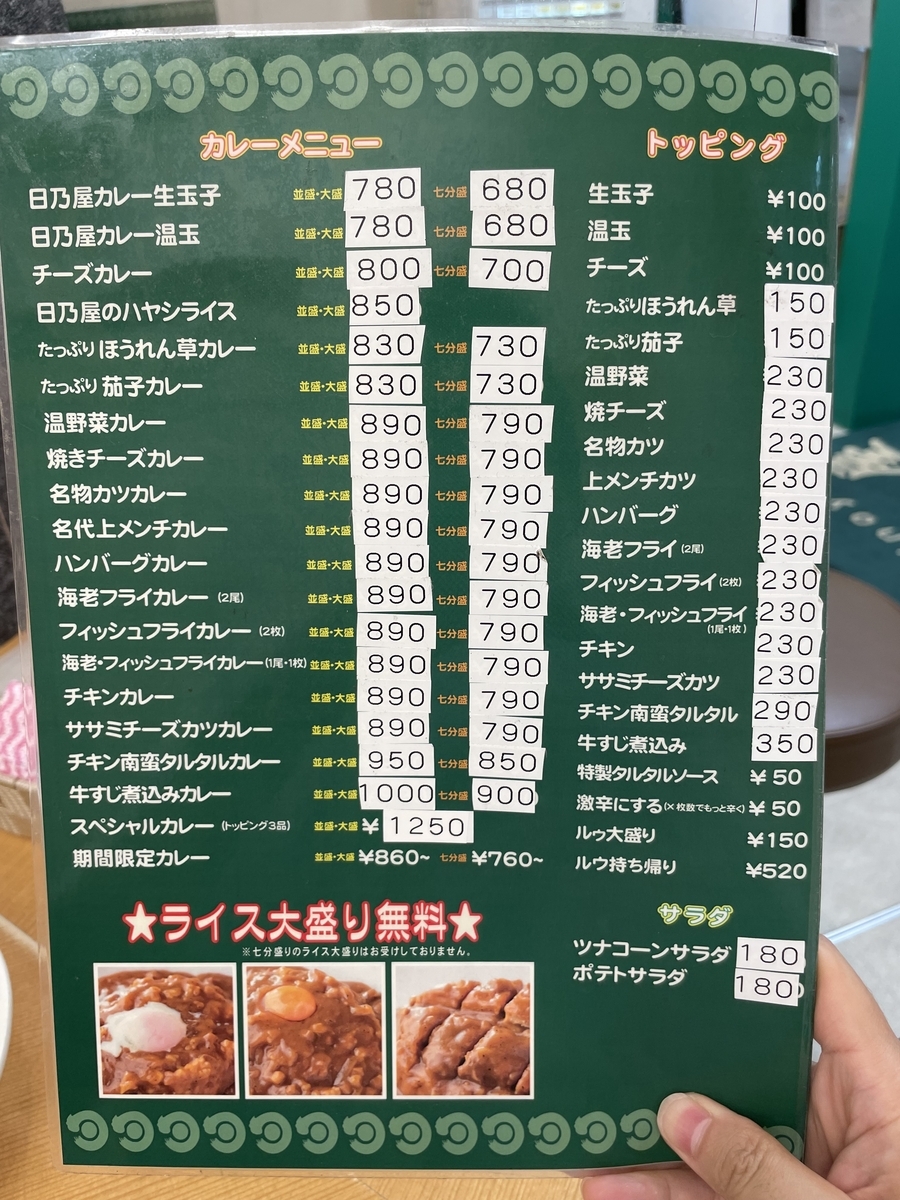 カレーメニュー
日乃屋カレー生玉子 並盛・大盛 780 七分盛 680
日乃屋カレー温玉 並盛・大盛 780 七分盛 680
チーズカレー 並盛・大盛 800 七分盛 700
日乃屋のハヤシライス 並盛・大盛 850
たっぷりほうれん草カレー 並盛・大盛 830 七分盛 730
たっぷり茄子カレー 並盛・大盛 830 七分盛 730
温野菜カレー 並盛・大盛 890 七分盛 790
焼きチーズカレー 並盛・大盛 890 七分盛 790
名物カツカレー 並盛・大盛 890 七分盛 790
名代上メンチカレー 並盛・大盛 890 七分盛 790
ハンバーグカレー 並盛・大盛 890 七分盛 790
海老フライカレー (2尾) 並盛・大盛 890 七分盛 790
フィッシュフライカレー (2枚) 並盛・大盛 890 七分盛 790
海老・フィッシュフライカレー(1尾・1枚) 並盛・大盛 890 七分盛 790
チキンカレー 並盛・大盛 890 七分盛 790
ササミチーズカツカレー 並盛・大盛 890 七分盛 790
チキン南蛮タルタルカレー 並盛・大盛 950 七分盛 850
牛すじ煮込みカレー 並盛・大盛 1000 七分盛 900
スペシャルカレー (トッピング3品) 並盛・大盛 ¥ 1250
期間限定カレー 並盛・大盛 ¥860~ 七分盛 ¥760~
★ライス大盛り無料★
※七分盛りのライス大盛りはお受けしておりません。
トッピング
生玉子 ¥100
温玉 ¥100
チーズ ¥100
たっぷりほうれん草 150
たっぷり茄子 150
温野菜 230
焼チーズ 230
名物カツ 230
上メンチカツ 230
ハンバーグ 230
海老フライ (2尾) 230
フィッシュフライ (2枚) 230
海老・フィッシュフライ 230
(1尾・1枚)
チキン 230
ササミチーズカツ 230
チキン南蛮タルタル 290
牛すじ煮込み 350
特製タルタルソース ¥ 50
激辛にする(×枚数でもっと辛く) ¥ 50
ルゥ大盛り ¥150
ルウ持ち帰り ¥520
サラダ
ツナコーンサラダ 180
ポテトサラダ 180